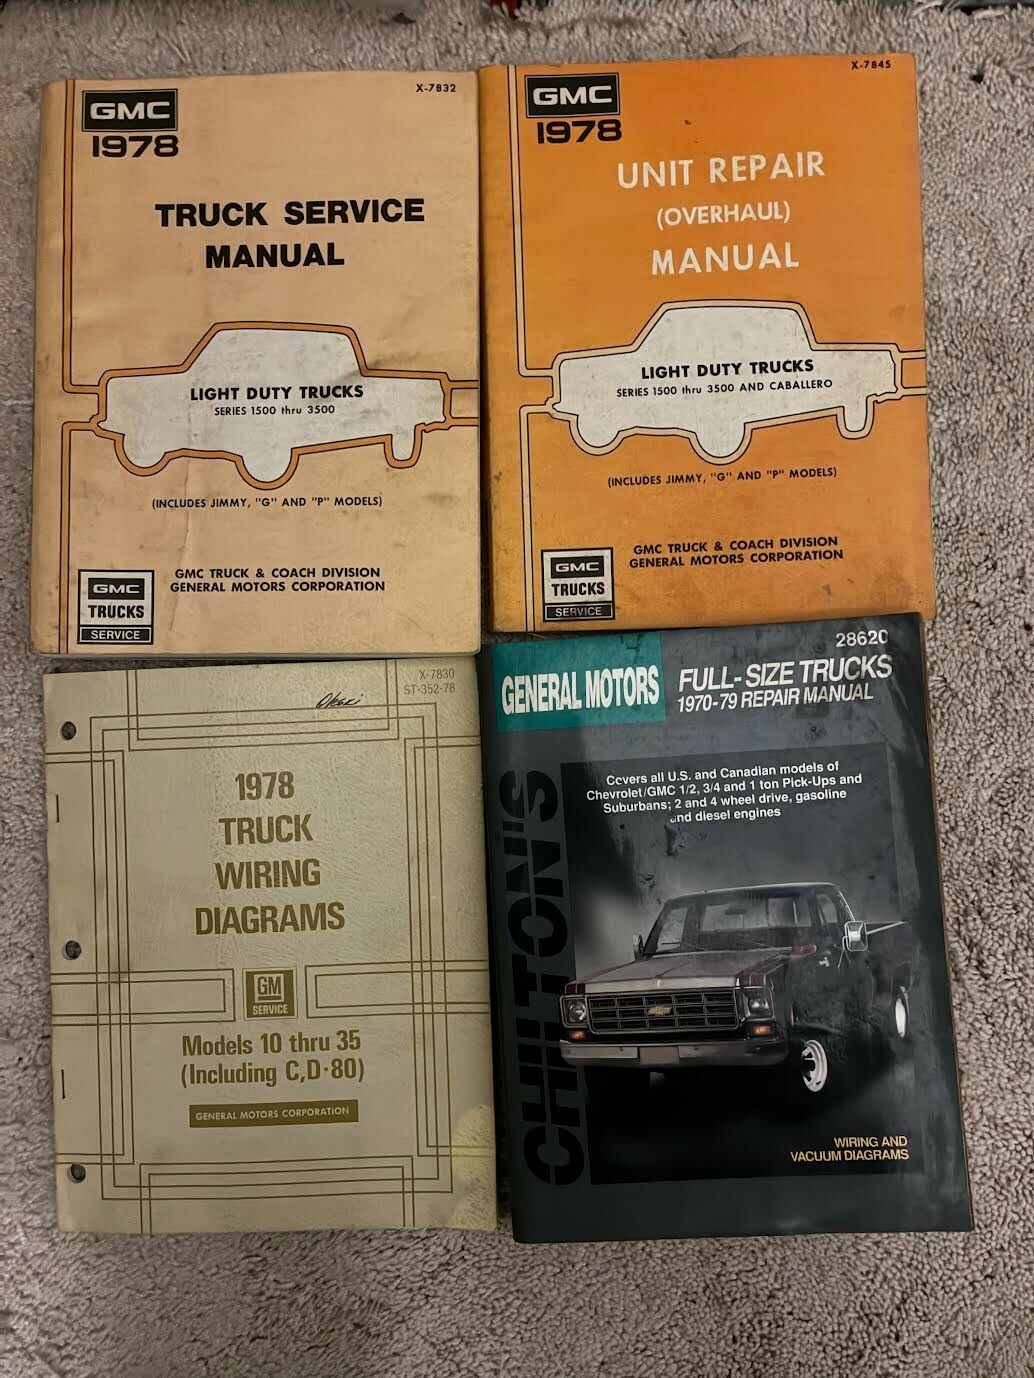 X-7832
GMC
1978
TRUCK SERVICE
MANUAL
LIGHT DUTY TRUCKS
SERIES 1500 thru 3500
(INCLUDES JIMMY, "G" AND "P" MODELS)
GMC TRUCK & COACH DIVISION
GENERAL MOTORS CORPORATION
GMC
TRUCKS
SERVICE
X-7845
GMC
1978
UNIT REPAIR
(OVERHAUL)
MANUAL
LIGHT DUTY TRUCKS
SERIES 1500 thru 3500 AND CABALLERO
(INCLUDES JIMMY, "G" AND "P" MODELS)
GMC TRUCK & COACH DIVISION
GENERAL MOTORS CORPORATION
GMC
TRUCKS
SERVICE
X-7830
ST-352-78
1978
TRUCK
WIRING
DIAGRAMS
GM
SERVICE
Models 10 thru 35
(Including C,D·80)
GENERAL MOTORS CORPORATION
28620
GENERAL MOTORS
FULL-SIZE TRUCKS
1970-79 REPAIR MANUAL
Covers all U.S. and Canadian models of
Chevrolet/GMC 1/2, 3/4 and 1 ton Pick-Ups and
Suburbans; 2 and 4 wheel drive, gasoline
and diesel engines
CHILTON'S
WIRING AND
VACUUM DIAGRAMS